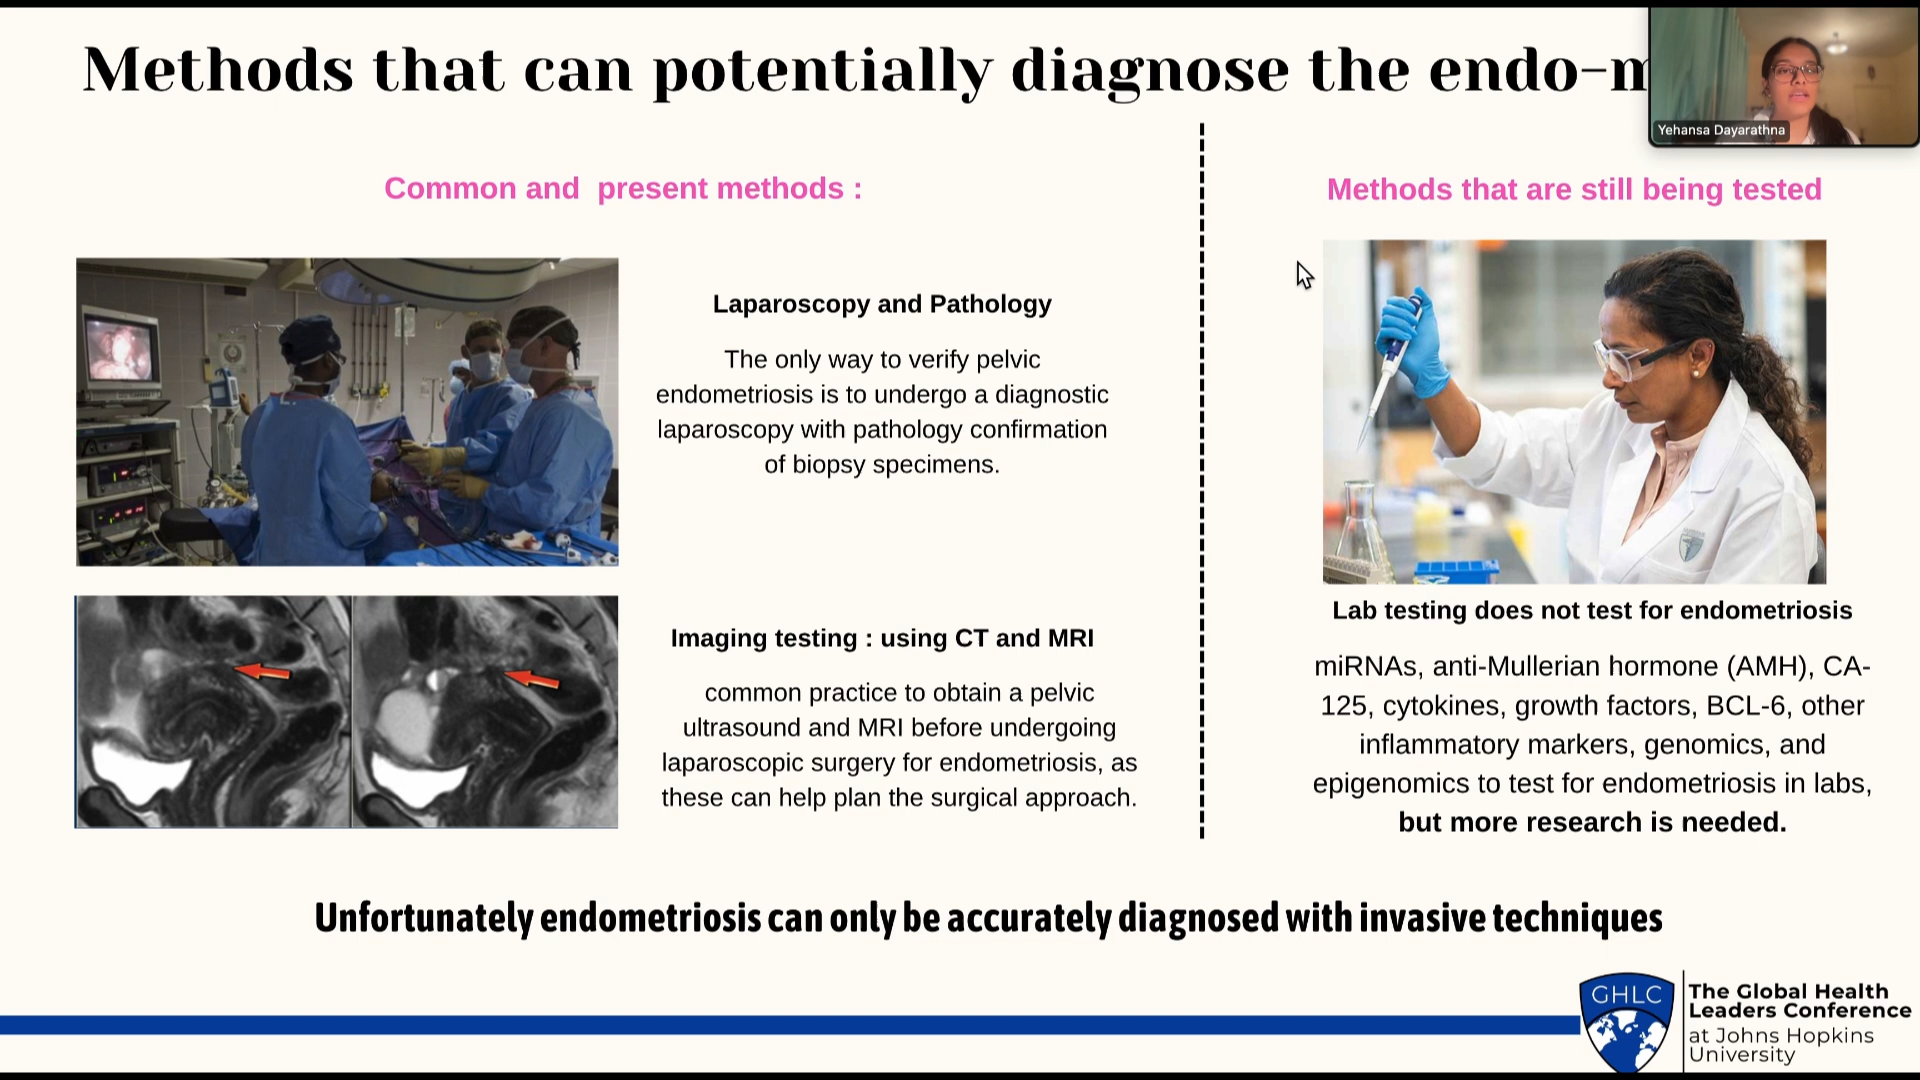 Methods that can potentially diagnose the endo-m
Yehansa Dayarathna
Common and  present methods :
Laparoscopy and Pathology
The only way to verify pelvic
endometriosis is to undergo a diagnostic
laparoscopy with pathology confirmation
of biopsy specimens.
Imaging testing : using CT and MRI
common practice to obtain a pelvic
ultrasound and MRI before undergoing
laparoscopic surgery for endometriosis, as
these can help plan the surgical approach.
Methods that are still being tested
Lab testing does not test for endometriosis
miRNAs, anti-Mullerian hormone (AMH), CA-
125, cytokines, growth factors, BCL-6, other
inflammatory markers, genomics, and
epigenomics to test for endometriosis in labs,
but more research is needed.
Unfortunately endometriosis can only be accurately diagnosed with invasive techniques
GHLC
The Global Health
Leaders Conference
at Johns Hopkins
University